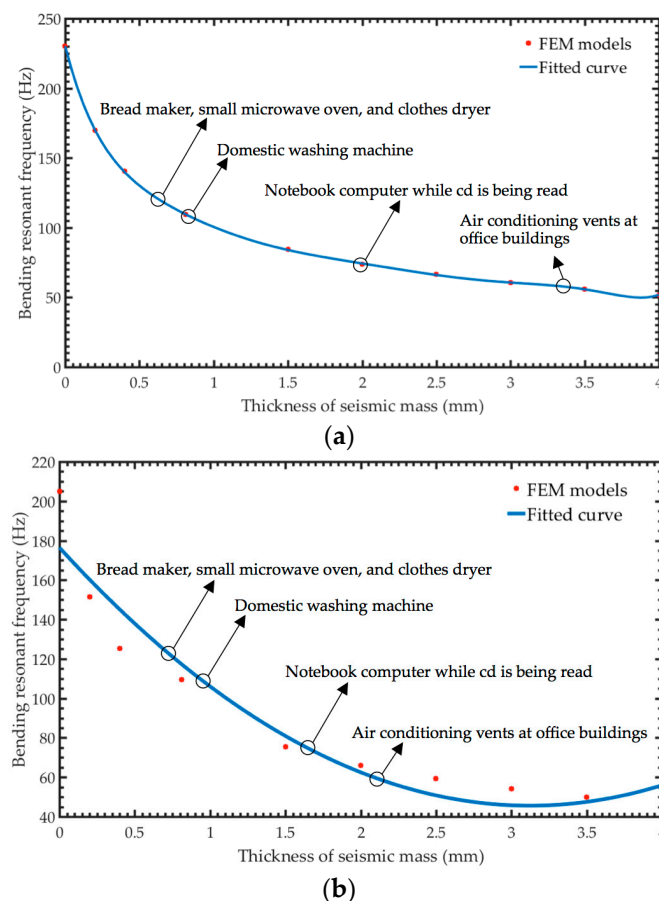 250
200
150
100
50
0
Bending resonant frequency (Hz)
FEM models
Fitted curve
Bread maker, small microwave oven, and clothes dryer
Domestic washing machine
Notebook computer while cd is being read
Air conditioning vents at
office buildings
0 0.5 1 1.5 2 2.5 3 3.5 4
Thickness of seismic mass (mm)
(a)
220
200
180
160
140
120
100
80
60
40
Bending resonant frequency (Hz)
FEM models
Fitted curve
Bread maker, small microwave oven, and clothes dryer
Domestic washing machine
Notebook computer while cd is being read
Air conditioning vents at office buildings
0 0.5 1 1.5 2 2.5 3 3.5 4
Thickness of seismic mass (mm)
(b)